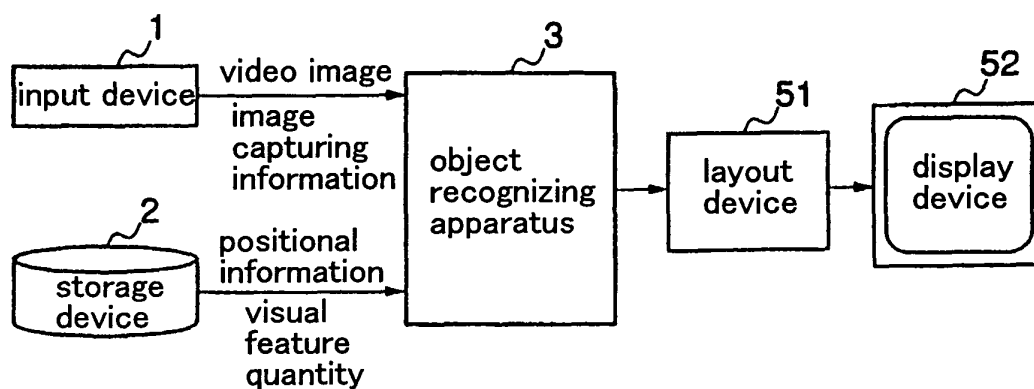 1
input device
video image
image
capturing
information
2
storage
device
positional
information
visual
feature
quantity
3
object
recognizing
apparatus
51
layout
device
52
display
device